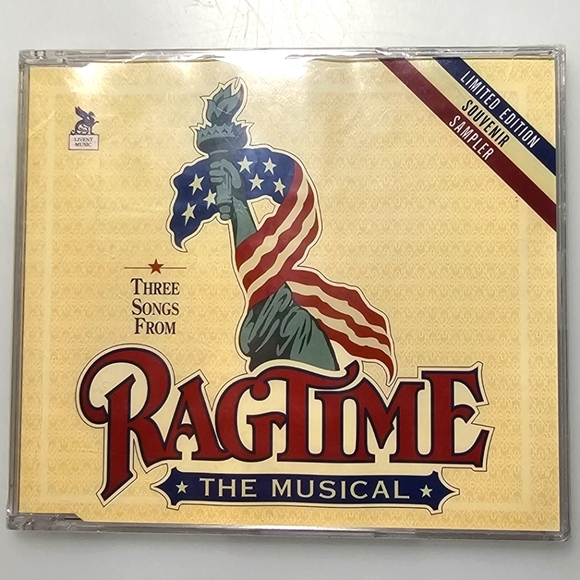 LIVENT
MUSIC
LIMITED EDITION
SOUVENIR
SAMPLER
THREE
SONGS
FROM
RAGTIME
THE MUSICAL